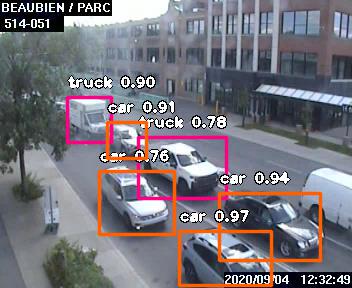 BEAUBIEN / PARC
514-051
truck 0.90
car 0.91
truck 0.78
car 0.76
car 0.94
car 0.97
2020/09/04 12:32:49